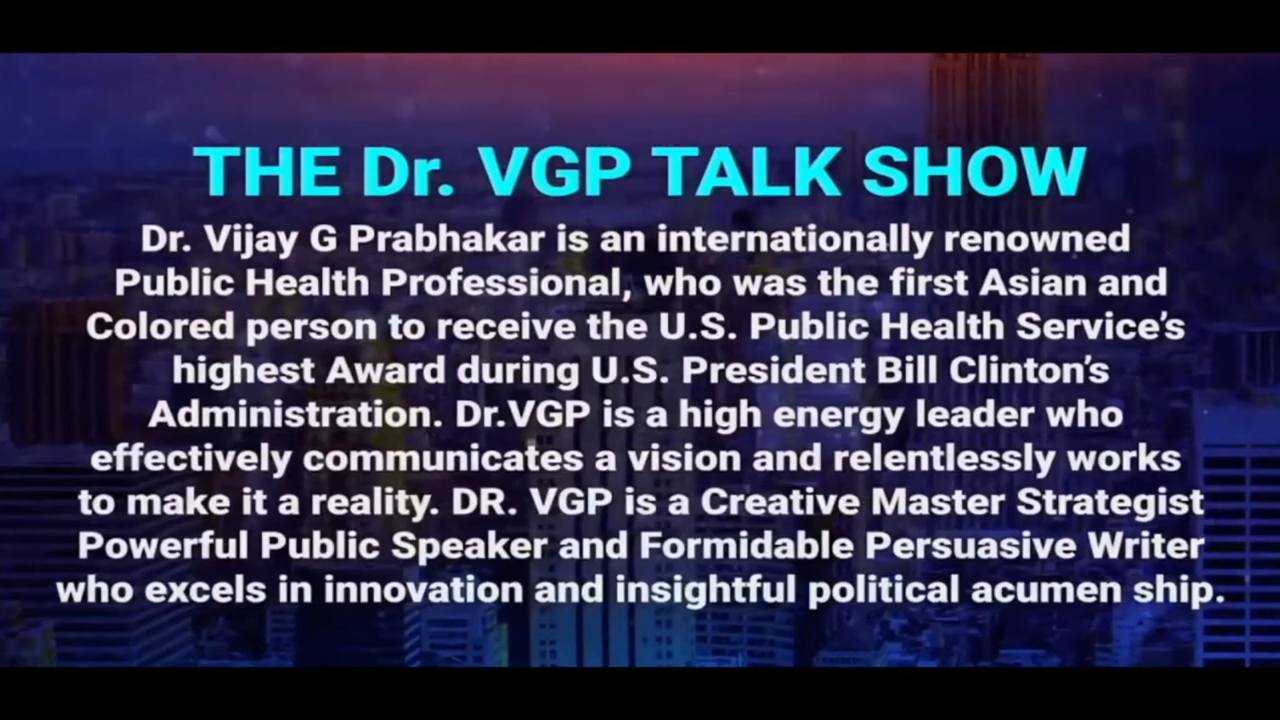 THE Dr. VGP TALK SHOW
Dr. Vijay G Prabhakar is an internationally renowned
Public Health Professional, who was the first Asian and
Colored person to receive the U.S. Public Health Service's
highest Award during U.S. President Bill Clinton's
Administration. Dr.VGP is a high energy leader who
effectively communicates a vision and relentlessly works
to make it a reality. DR. VGP is a Creative Master Strategist
Powerful Public Speaker and Formidable Persuasive Writer
who excels in innovation and insightful political acumen ship.